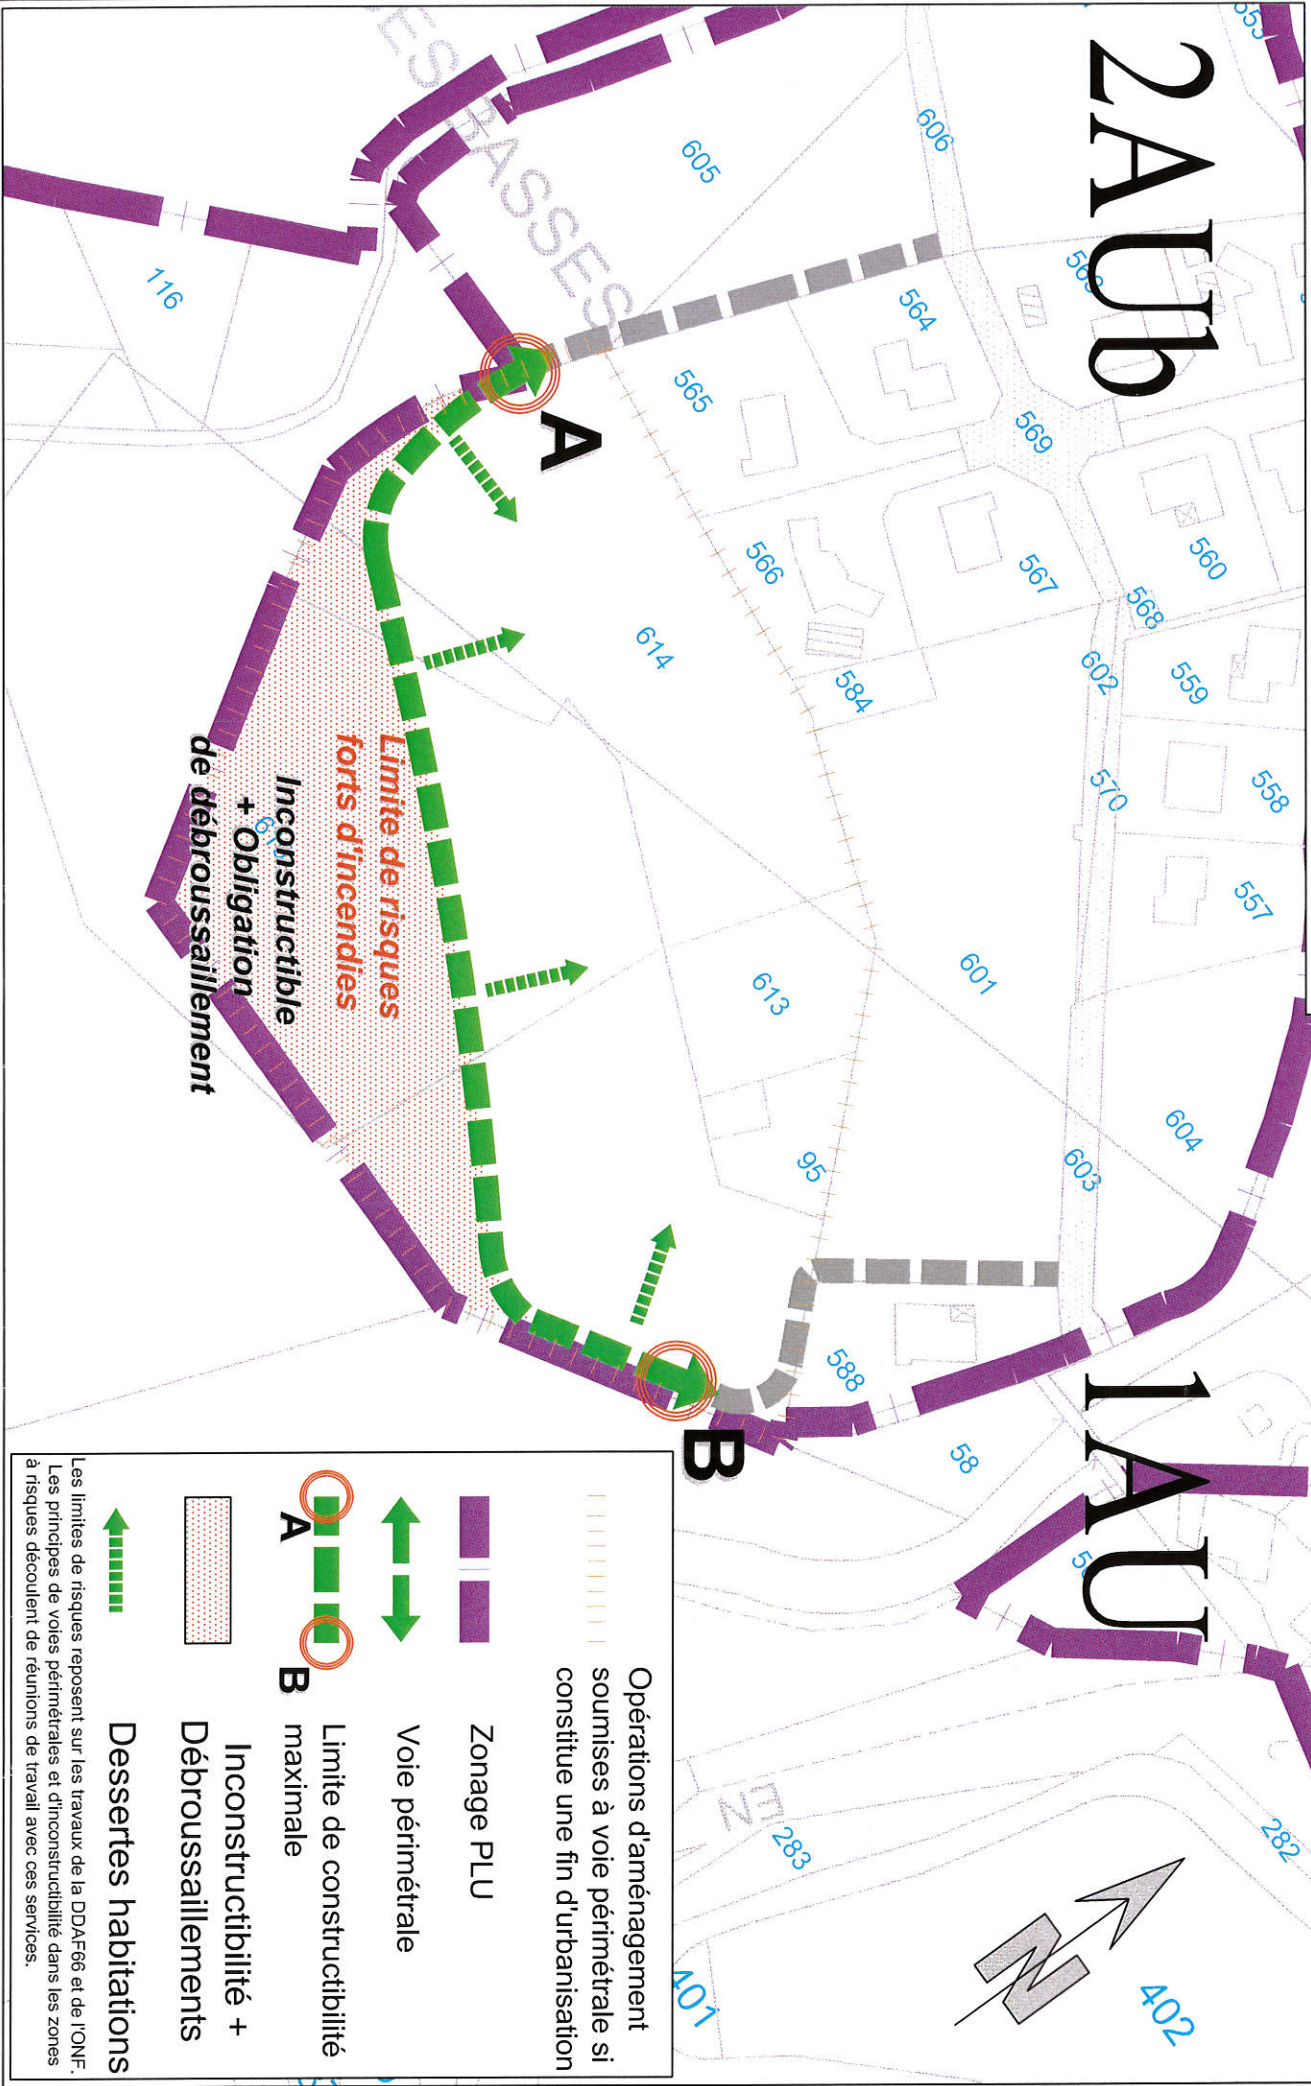 2AUb
1AU
ES BASSES
553
606
605
564
563
565
569
560
116
566
567
568
559
602
614
584
570
558
557
601
613
604
603
95
588
58
283
282
401
402
N
A
B
Limite de risques
forts d'incendies
Inconstructible
+ Obligation
de débroussaillement
Opérations d'aménagement
soumises à voie périmétrale si
constitue une fin d'urbanisation
Zonage PLU
Voie périmétrale
A
B
Limite de constructibilité
maximale
Inconstructibilité +
Débroussaillements
Dessertes habitations
Les limites de risques reposent sur les travaux de la DDAF66 et de l'ONF.
Les principes de voies périmétrales et d'inconstructibilité dans les zones
à risques découlent de réunions de travail avec ces services.